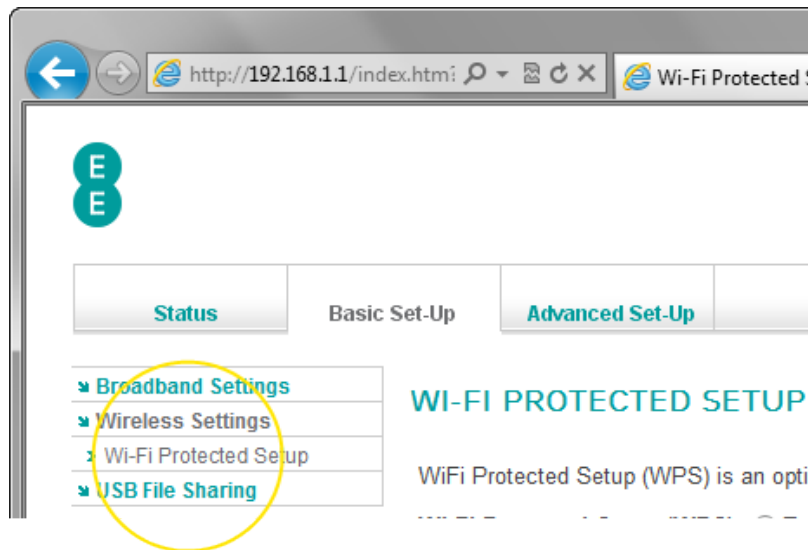 http://192.168.1.1/index.htm
Wi-Fi Protected
E
E
Status
Basic Set-Up
Advanced Set-Up
Broadband Settings
Wireless Settings
Wi-Fi Protected Setup
USB File Sharing
WI-FI PROTECTED SETUP
WiFi Protected Setup (WPS) is an opti